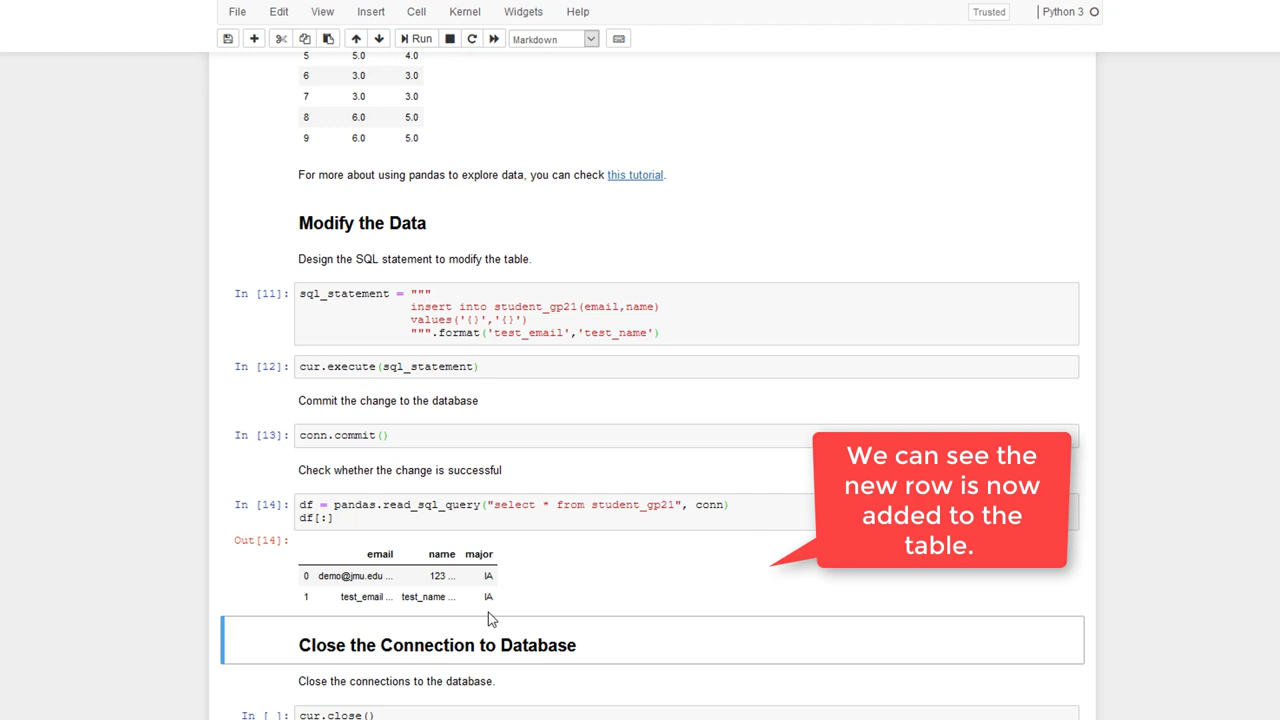 File Edit View Insert Cell Kernel Widgets Help Trusted Python 3
Run Markdown
5 5.0 4.0
6 3.0 3.0
7 3.0 3.0
8 6.0 5.0
9 6.0 5.0
For more about using pandas to explore data, you can check this tutorial.
Modify the Data
Design the SQL statement to modify the table.
In [11]: sql_statement = """
insert into student_gp21(email,name)
values('{}','{}')
""".format('test_email','test_name')
In [12]: cur.execute(sql_statement)
Commit the change to the database
In [13]: conn.commit()
Check whether the change is successful
In [14]: df = pandas.read_sql_query("select * from student_gp21", conn)
df[:]
Out[14]:
email name major
0 demo@jmu.edu ... 123 ... IA
1 test_email ... test_name ... IA
We can see the
new row is now
added to the
table.
Close the Connection to Database
Close the connections to the database.
In [ ]: cur.close()